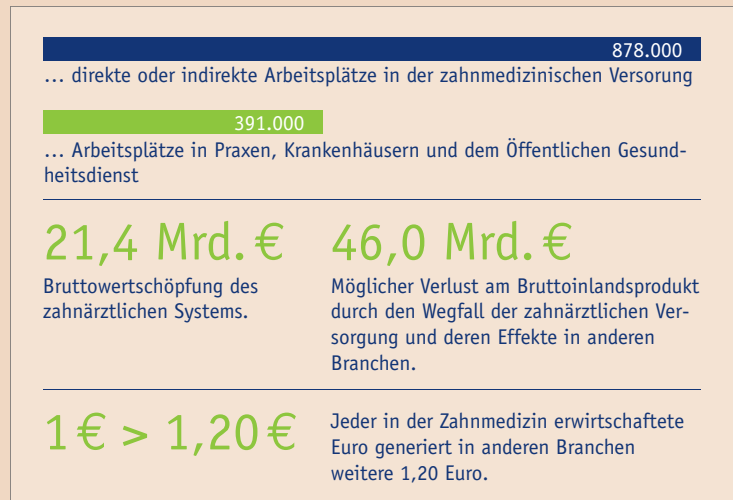 878.000
… direkte oder indirekte Arbeitsplätze in der zahnmedizinischen Versorung
391.000
… Arbeitsplätze in Praxen, Krankenhäusern und dem Öffentlichen Gesund-
heitsdienst
21,4 Mrd. €
Bruttowertschöpfung des
zahnärztlichen Systems.
46,0 Mrd. €
Möglicher Verlust am Bruttoinlandsprodukt
durch den Wegfall der zahnärztlichen Ver-
sorgung und deren Effekte in anderen
Branchen.
1 € > 1,20 €
Jeder in der Zahnmedizin erwirtschaftete
Euro generiert in anderen Branchen
weitere 1,20 Euro.